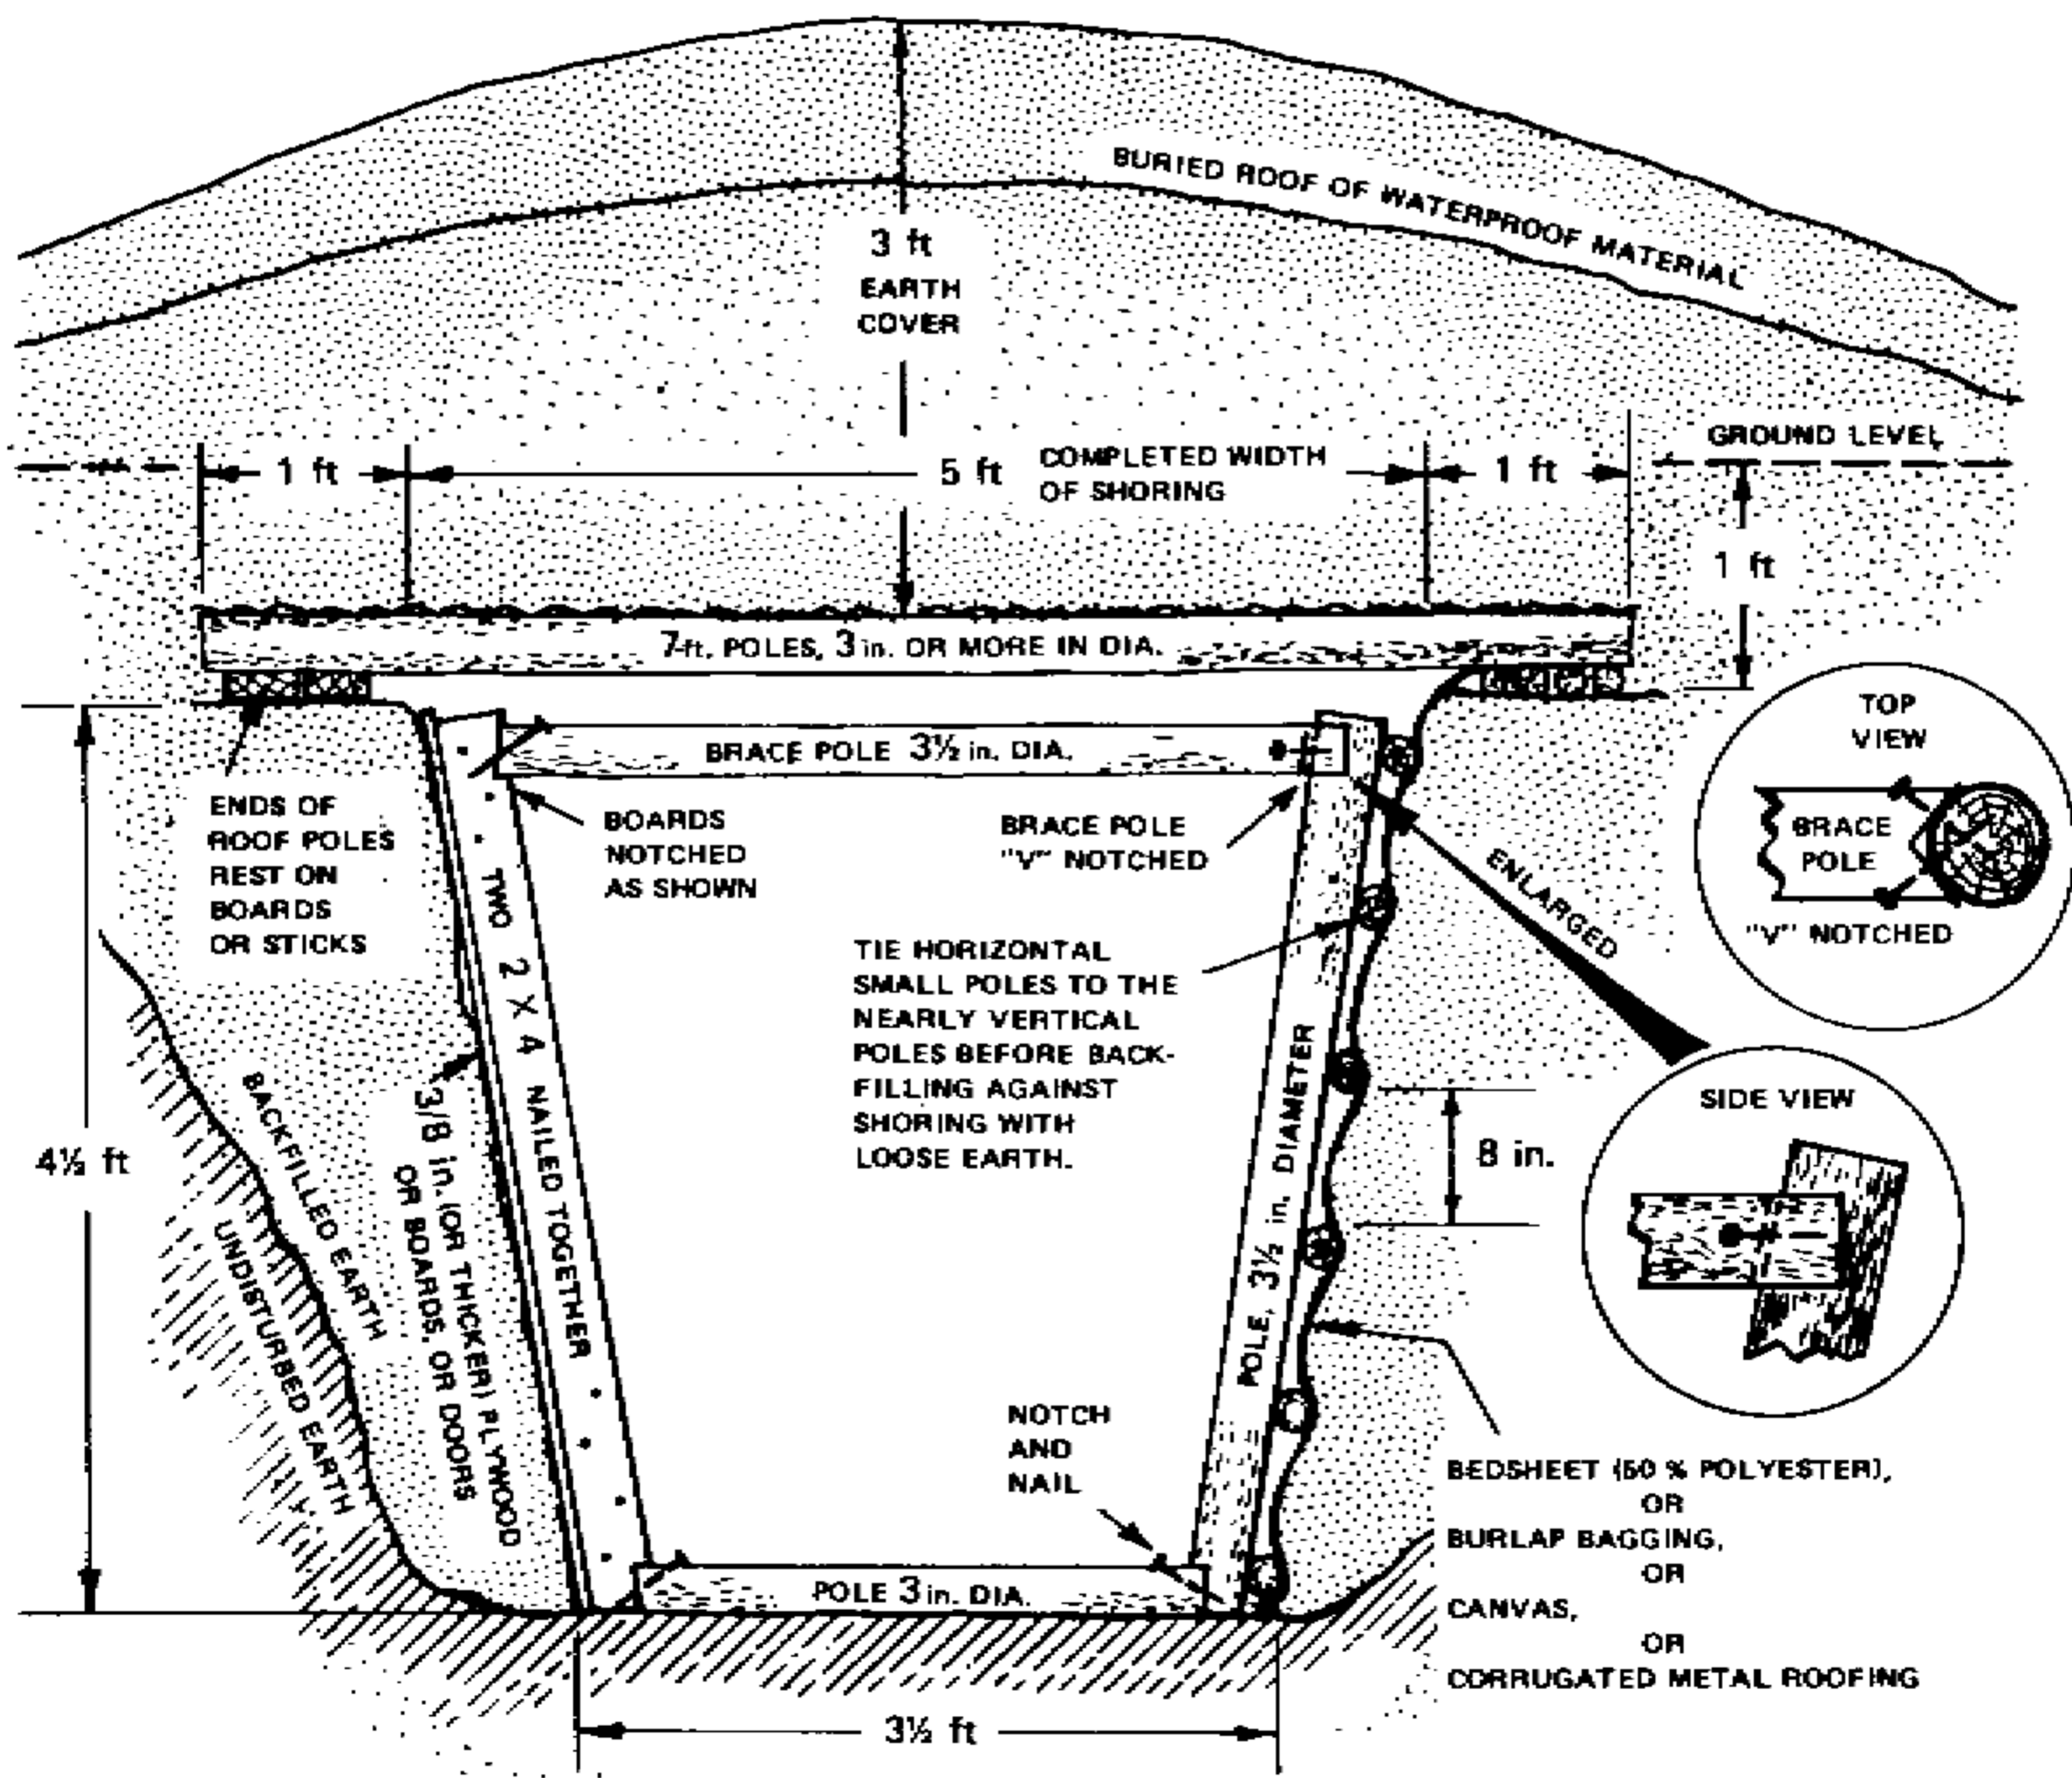 BURIED ROOF OF WATERPROOF MATERIAL
3 ft
EARTH
COVER
GROUND LEVEL
1 ft
5 ft
COMPLETED WIDTH
OF SHORING
1 ft
1 ft
7-ft. POLES, 3 in. OR MORE IN DIA.
BRACE POLE 3½ in. DIA.
ENDS OF
ROOF POLES
REST ON
BOARDS
OR STICKS
BOARDS
NOTCHED
AS SHOWN
BRACE POLE
"V" NOTCHED
TOP
VIEW
BRACE
POLE
"V" NOTCHED
ENLARGED
TIE HORIZONTAL
SMALL POLES TO THE
NEARLY VERTICAL
POLES BEFORE BACK-
FILLING AGAINST
SHORING WITH
LOOSE EARTH.
TWO 2 X 4 NAILED TOGETHER
4½ ft
BACKFILLED EARTH
UNDISTURBED EARTH
3/8 in. (OR THICKER) PLYWOOD
OR BOARDS, OR DOORS
POLE, 3½ in. DIAMETER
8 in.
SIDE VIEW
NOTCH
AND
NAIL
BEDSHEET (50 % POLYESTER),
OR
BURLAP BAGGING,
OR
CANVAS,
OR
CORRUGATED METAL ROOFING
POLE 3 in. DIA.
3½ ft